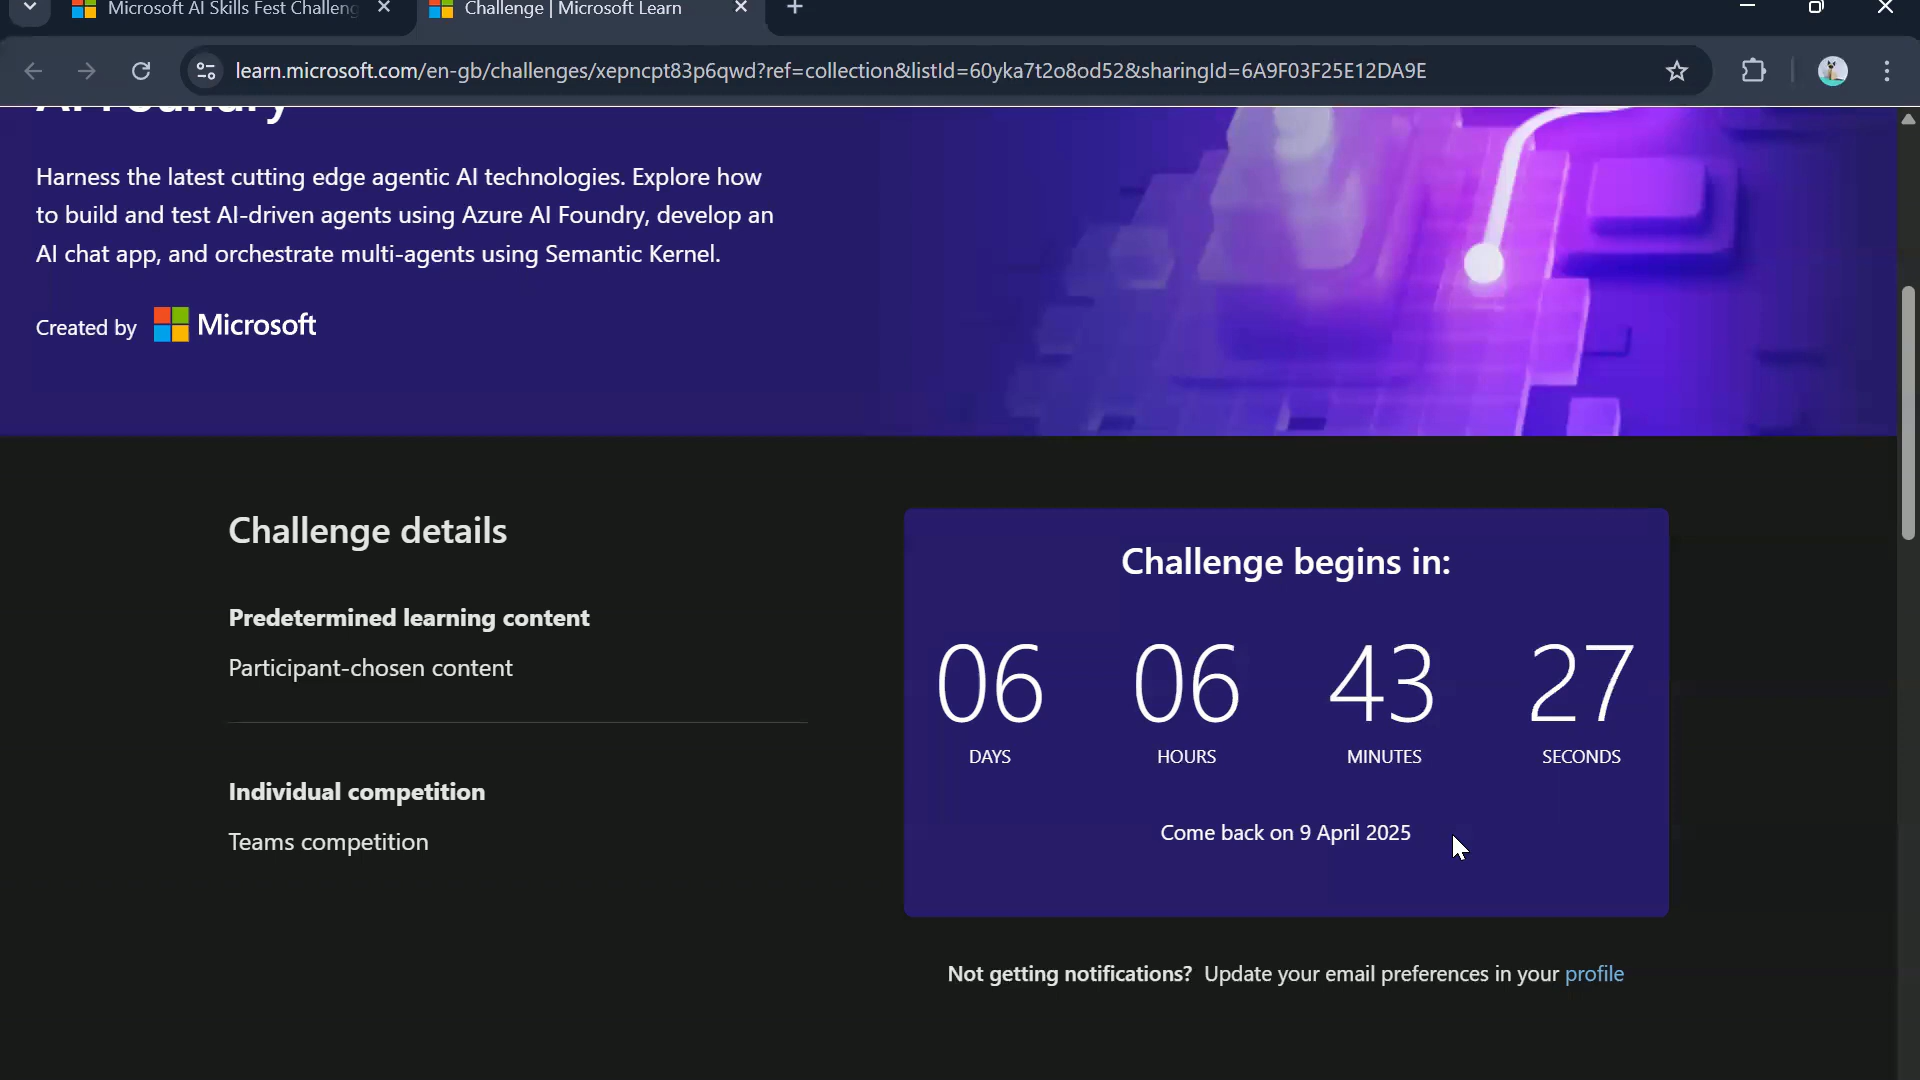 Microsoft AI Skills Fest Challeng
Challenge | Microsoft Learn
learn.microsoft.com/en-gb/challenges/xepncpt83p6qwd?ref=collection&listId=60yka7t2o8od52&sharingId=6A9F03F25E12DA9E
AI Foundry
Harness the latest cutting edge agentic AI technologies. Explore how
to build and test AI-driven agents using Azure AI Foundry, develop an
AI chat app, and orchestrate multi-agents using Semantic Kernel.
Created by Microsoft
Challenge details
Predetermined learning content
Participant-chosen content
Individual competition
Teams competition
Challenge begins in:
06 06 43 27
DAYS HOURS MINUTES SECONDS
Come back on 9 April 2025
Not getting notifications? Update your email preferences in your profile